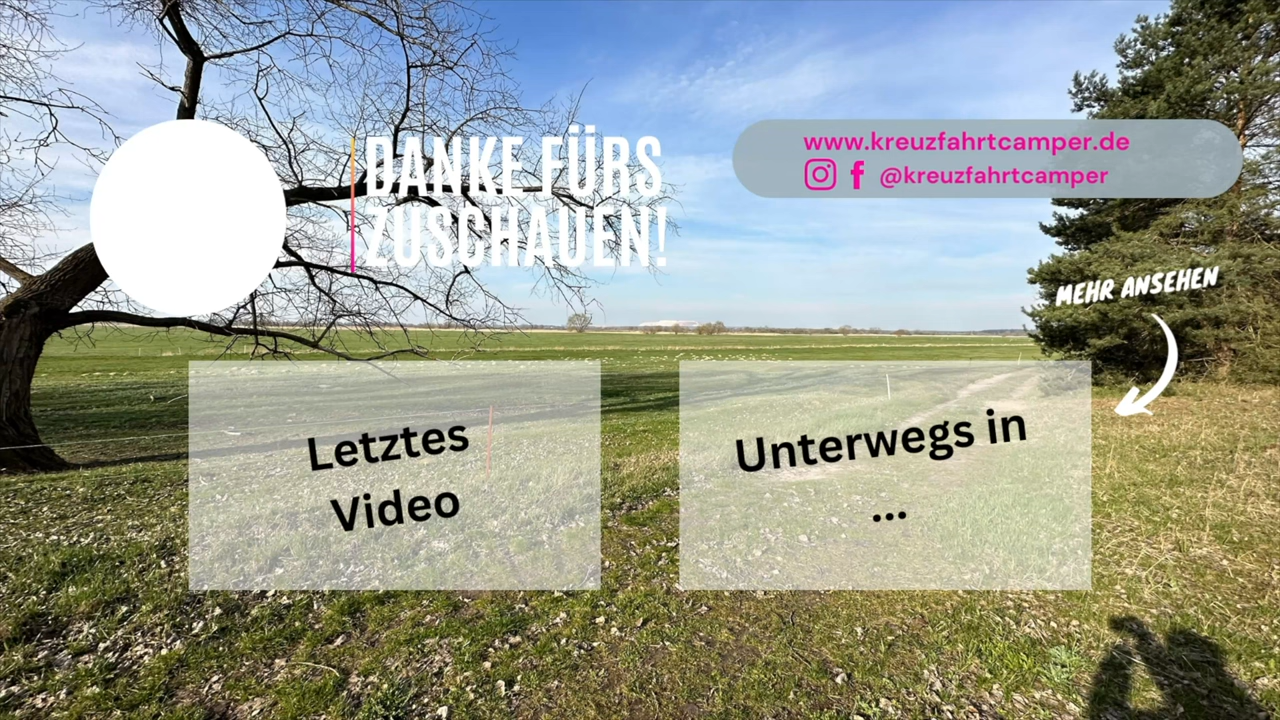 DANKE FÜRS
ZUSCHAUEN!
www.kreuzfahrtcamper.de
@kreuzfahrtcamper
MEHR ANSEHEN
Letztes
Video
Unterwegs in
...